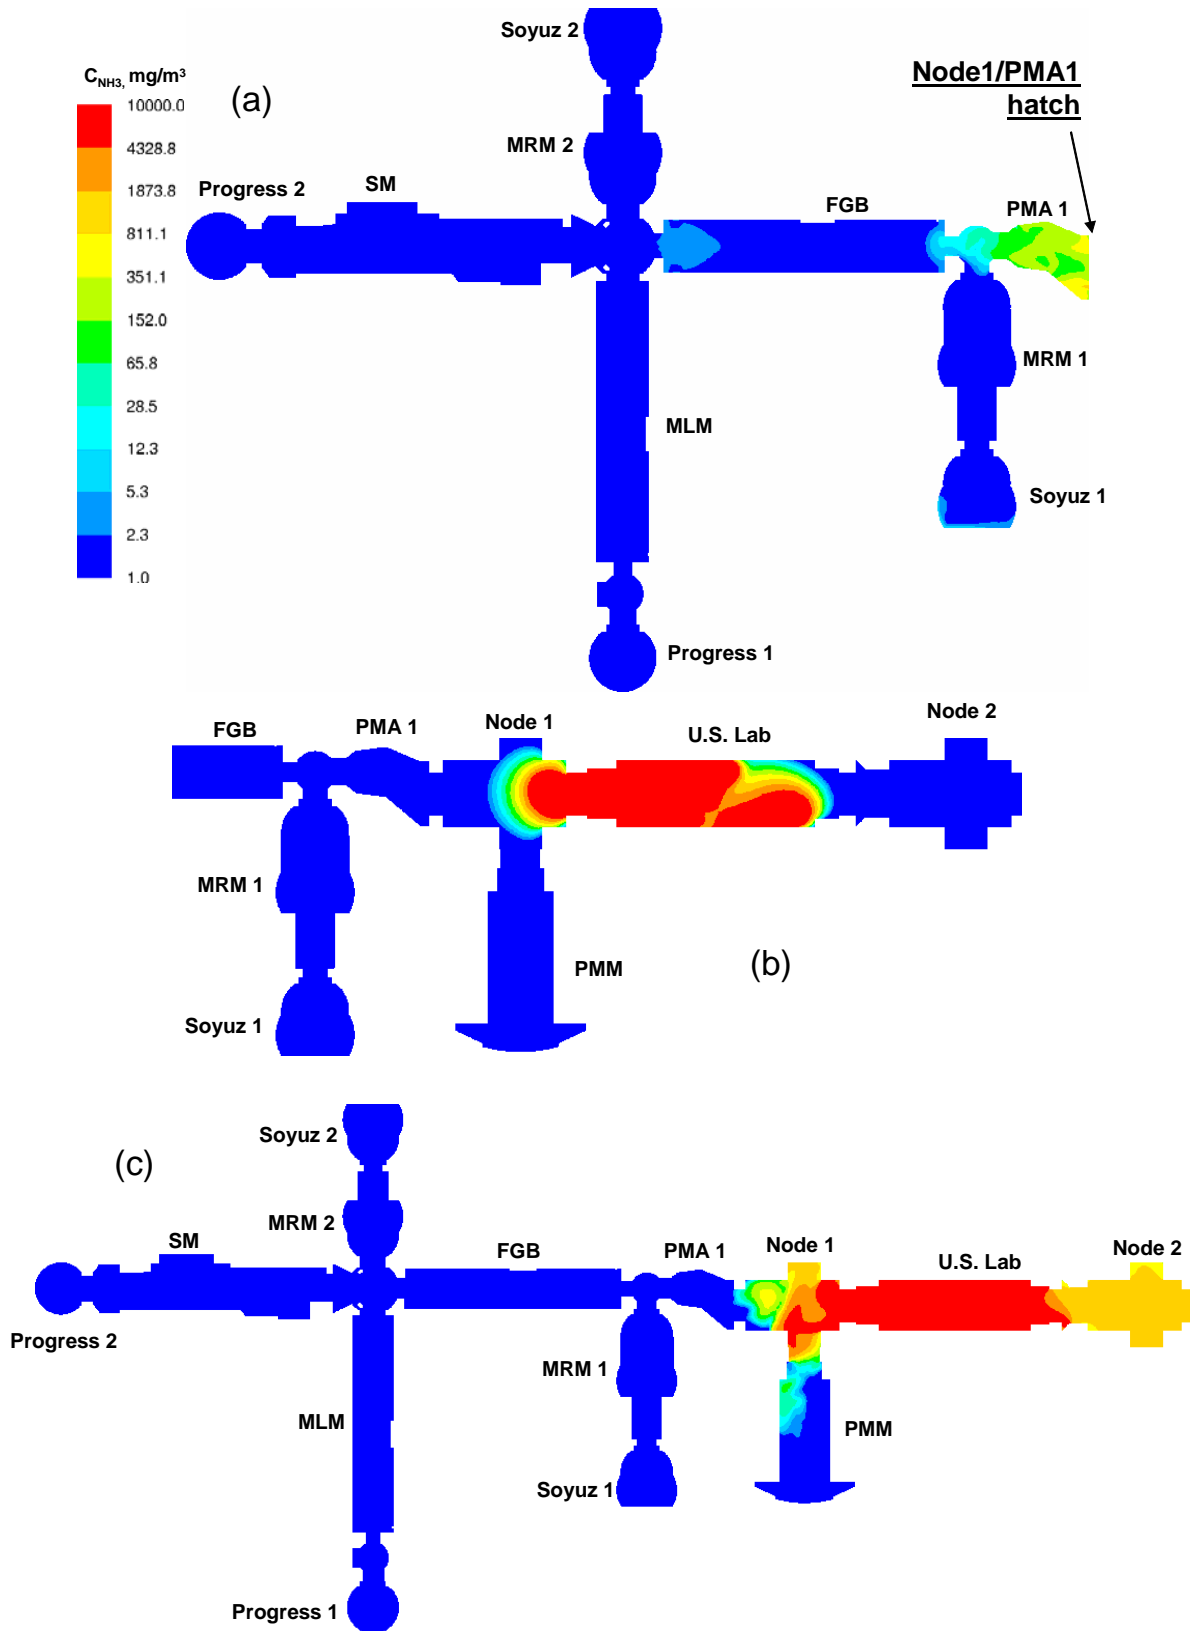 Soyuz 2
C_NH3, mg/m³
(a)
Node1/PMA1
hatch
10000.0
4328.8
1873.8
811.1
351.1
152.0
65.8
28.5
12.3
5.3
2.3
1.0
MRM 2
Progress 2
SM
FGB
PMA 1
MRM 1
MLM
Soyuz 1
Progress 1
FGB
PMA 1
Node 1
U.S. Lab
Node 2
MRM 1
PMM
(b)
Soyuz 1
(c)
Soyuz 2
MRM 2
SM
FGB
PMA 1
Node 1
U.S. Lab
Node 2
Progress 2
MRM 1
MLM
PMM
Soyuz 1
Progress 1